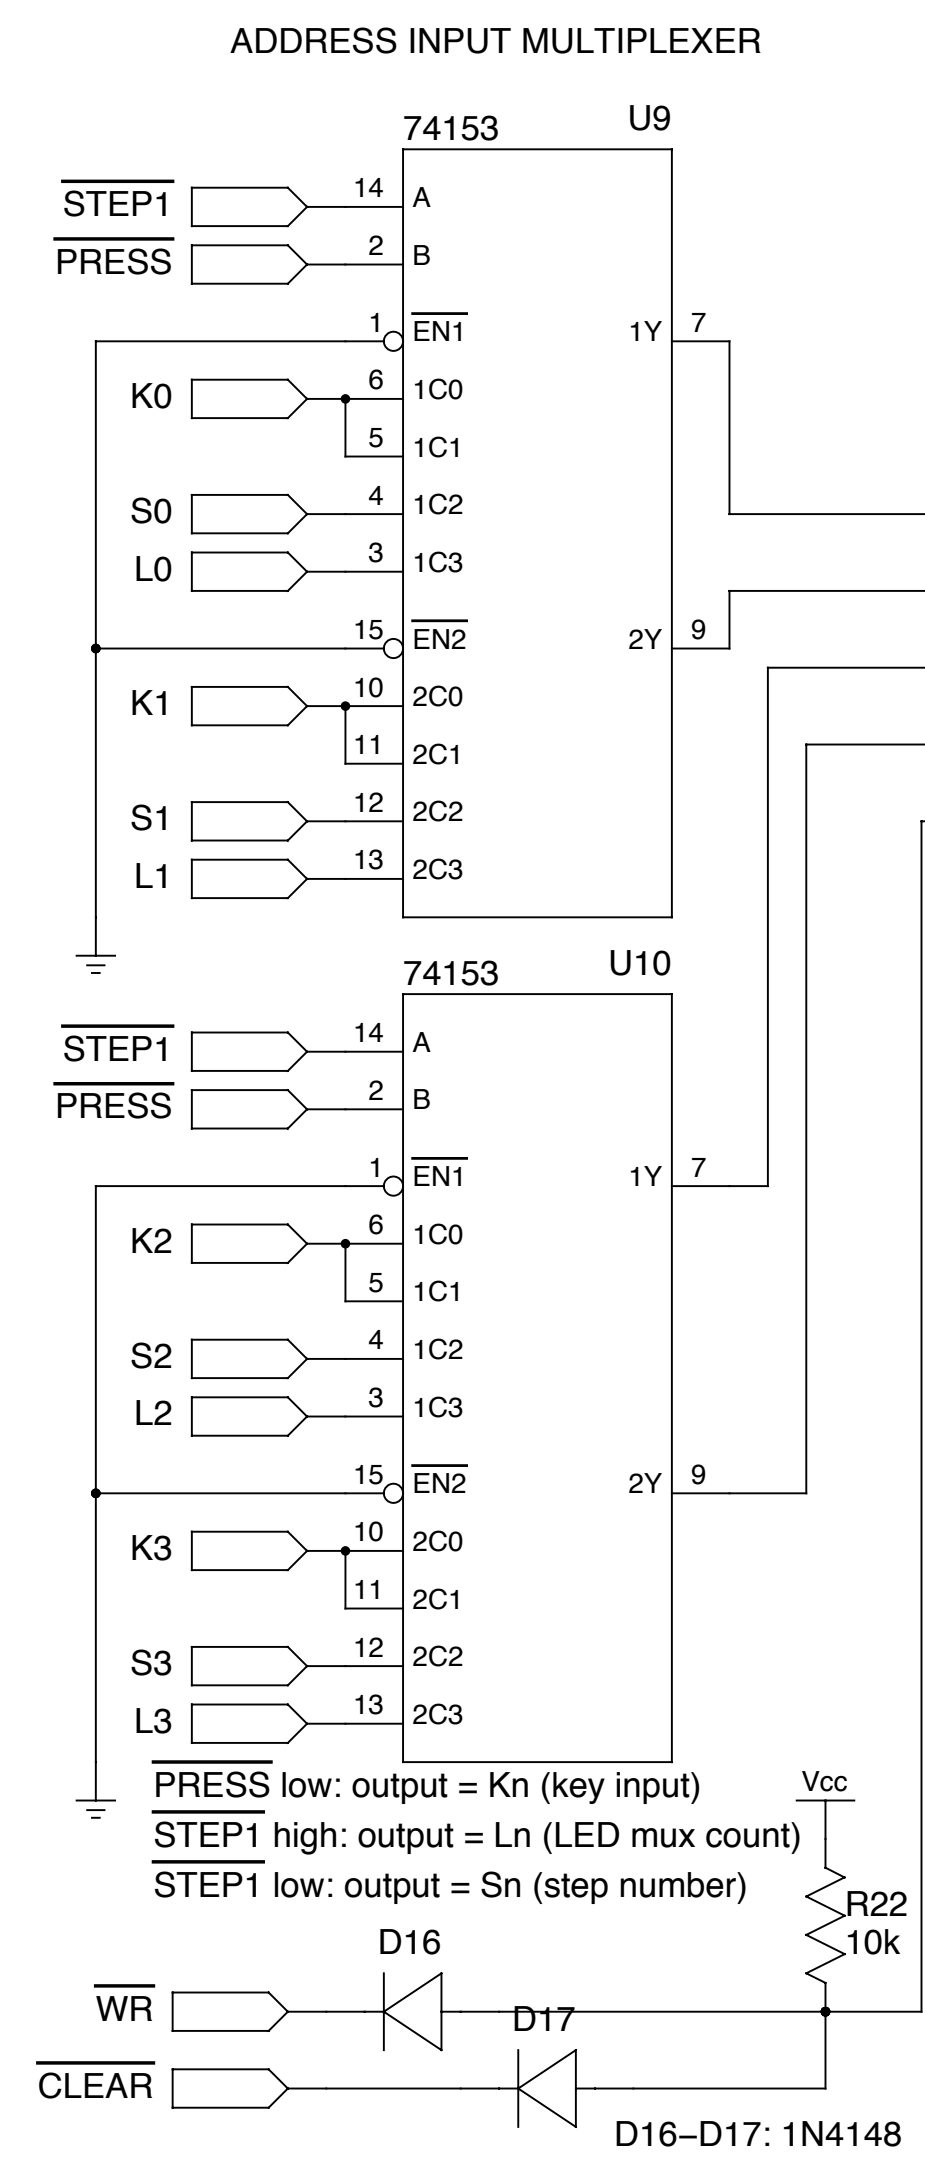 ADDRESS INPUT MULTIPLEXER
74153 U9
STEP1 14 A
PRESS 2 B
1 EN1 1Y 7
K0 6 1C0
5 1C1
S0 4 1C2
L0 3 1C3
15 EN2 2Y 9
K1 10 2C0
11 2C1
S1 12 2C2
L1 13 2C3
74153 U10
STEP1 14 A
PRESS 2 B
1 EN1 1Y 7
K2 6 1C0
5 1C1
S2 4 1C2
L2 3 1C3
15 EN2 2Y 9
K3 10 2C0
11 2C1
S3 12 2C2
L3 13 2C3
PRESS low: output = Kn (key input)
STEP1 high: output = Ln (LED mux count)
STEP1 low: output = Sn (step number)
Vcc
R22
10k
D16
WR
D17
CLEAR
D16−D17: 1N4148